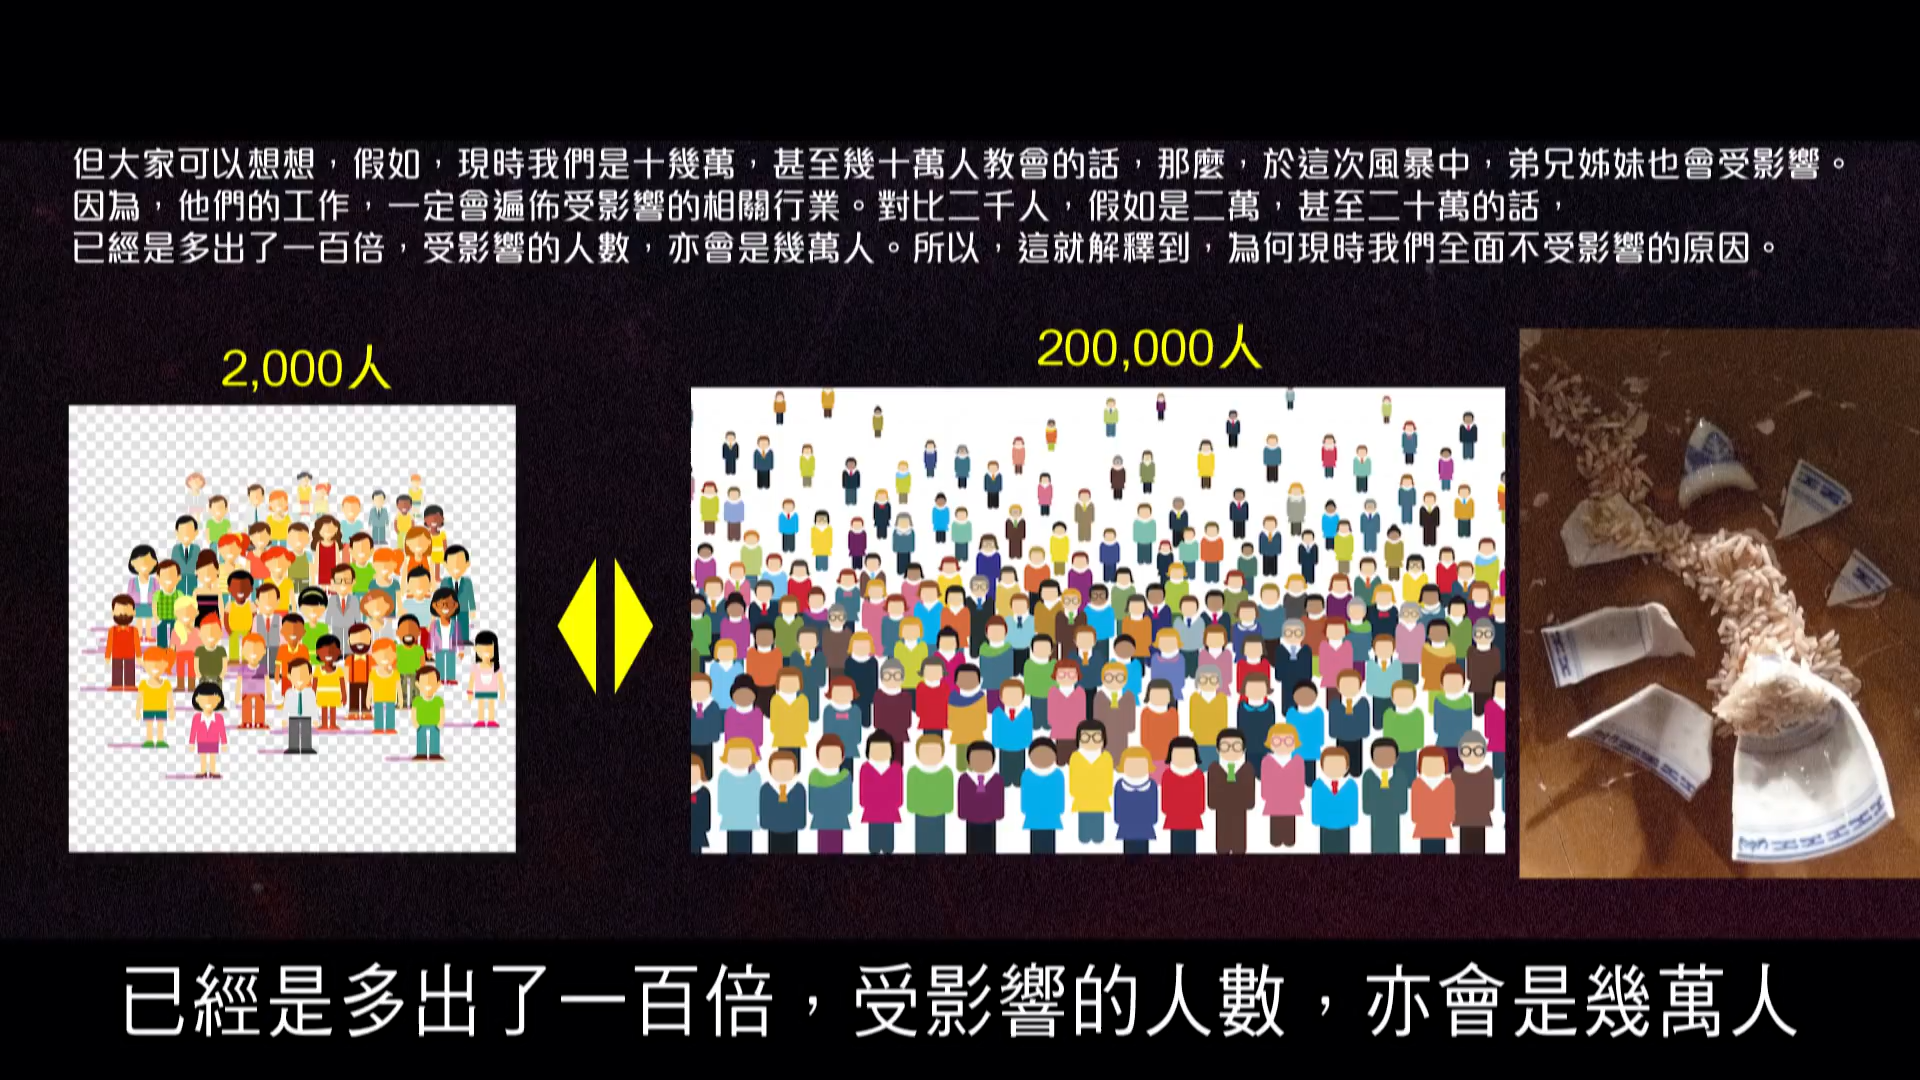 但大家可以想想，假如，現時我們是十幾萬，甚至幾十萬人教會的話，那麼，於這次風暴中，弟兄姊妹也會受影響。
因為，他們的工作，一定會遍佈受影響的相關行業。對比二千人，假如是二萬，甚至二十萬的話，
已經是多出了一百倍，受影響的人數，亦會是幾萬人。所以，這就解釋到，為何現時我們全面不受影響的原因。
2,000人
200,000人
已經是多出了一百倍，受影響的人數，亦會是幾萬人